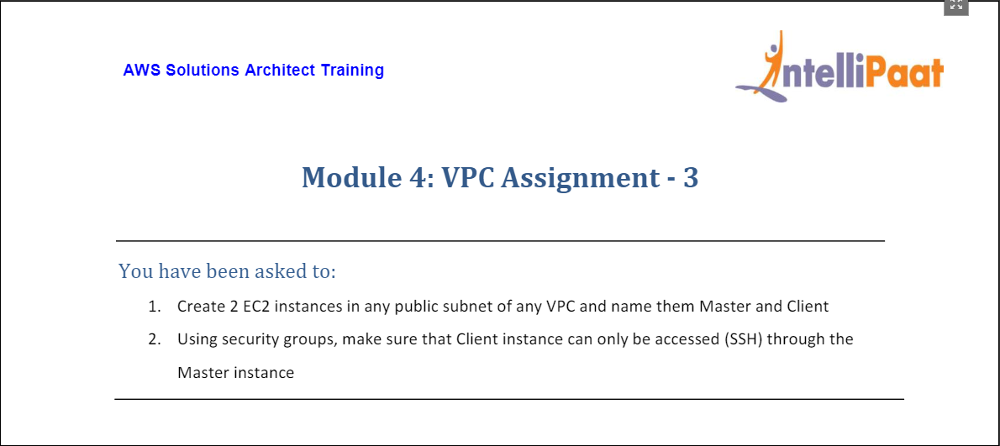 AWS Solutions Architect Training
IntelliPaat
Module 4: VPC Assignment - 3
You have been asked to:
1. Create 2 EC2 instances in any public subnet of any VPC and name them Master and Client
2. Using security groups, make sure that Client instance can only be accessed (SSH) through the
Master instance